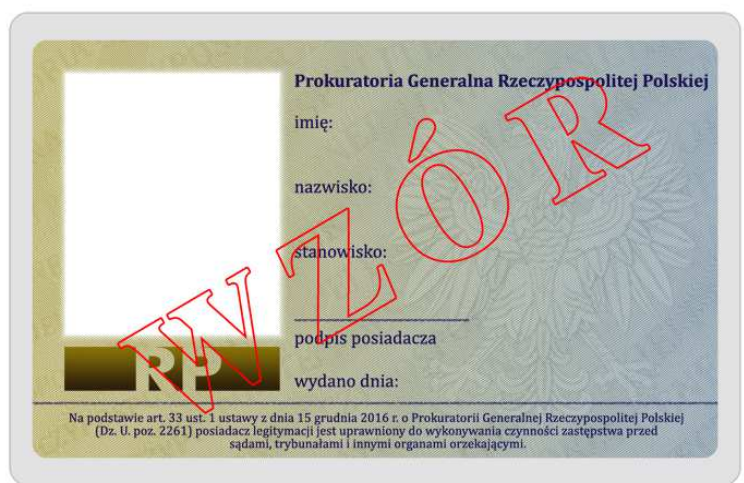 Prokuratoria Generalna Rzeczypospolitej Polskiej
imię:
nazwisko:
stanowisko:
podpis posiadacza
wydano dnia:
RP
WZÓR
Na podstawie art. 33 ust. 1 ustawy z dnia 15 grudnia 2016 r. o Prokuratorii Generalnej Rzeczypospolitej Polskiej
(Dz. U. poz. 2261) posiadacz legitymacji jest uprawniony do wykonywania czynności zastępstwa przed
sądami, trybunałami i innymi organami orzekającymi.